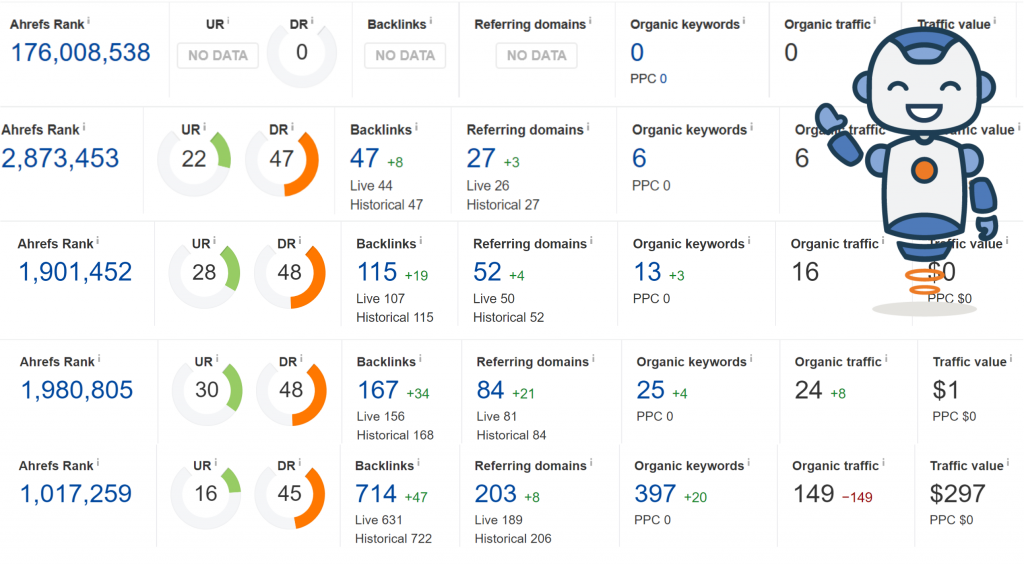 Ahrefs Rank i UR i DR i Backlinks i Referring domains i Organic keywords i Organic traffic i Traffic value i
176,008,538 NO DATA 0 NO DATA NO DATA 0 0
PPC 0
Ahrefs Rank i UR i DR i Backlinks i Referring domains i Organic keywords i Organic traffic value i
2,873,453 22 47 47 +8 27 +3 6 6
Live 44 Live 26 PPC 0
Historical 47 Historical 27
Ahrefs Rank i UR i DR i Backlinks i Referring domains i Organic keywords i Organic traffic i Traffic value i
1,901,452 28 48 115 +19 52 +4 13 +3 16 $0
Live 107 Live 50 PPC 0 PPC $0
Historical 115 Historical 52
Ahrefs Rank i UR i DR i Backlinks i Referring domains i Organic keywords i Organic traffic i Traffic value i
1,980,805 30 48 167 +34 84 +21 25 +4 24 +8 $1
Live 156 Live 81 PPC 0 PPC $0
Historical 168 Historical 84
Ahrefs Rank i UR i DR i Backlinks i Referring domains i Organic keywords i Organic traffic i Traffic value i
1,017,259 16 45 714 +47 203 +8 397 +20 149 −149 $297
Live 631 Live 189 PPC 0 PPC $0
Historical 722 Historical 206